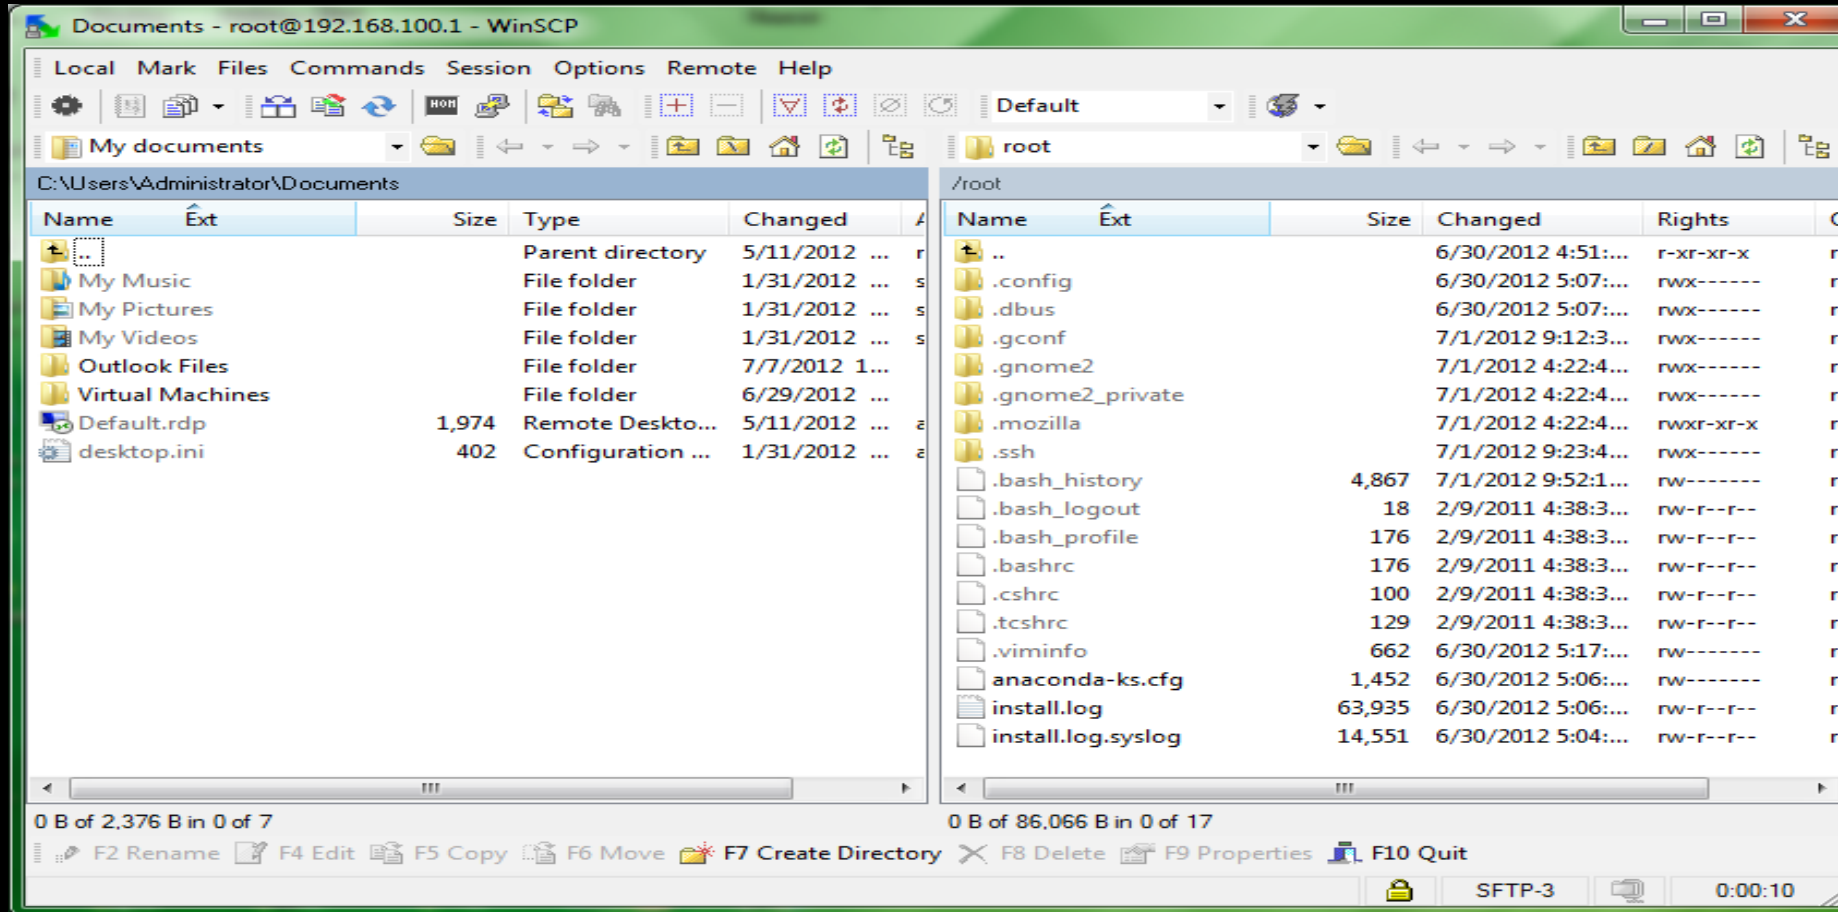 Documents - root@192.168.100.1 - WinSCP
Local Mark Files Commands Session Options Remote Help
Default
My documents
root
C:\Users\Administrator\Documents
Name Ext Size Type Changed
.. Parent directory 5/11/2012 ...
My Music File folder 1/31/2012 ... s
My Pictures File folder 1/31/2012 ... s
My Videos File folder 1/31/2012 ... s
Outlook Files File folder 7/7/2012 1...
Virtual Machines File folder 6/29/2012 ...
Default.rdp 1,974 Remote Deskto... 5/11/2012 ... a
desktop.ini 402 Configuration ... 1/31/2012 ... a
0 B of 2,376 B in 0 of 7
/root
Name Ext Size Changed Rights
.. 6/30/2012 4:51:... r-xr-xr-x r
.config 6/30/2012 5:07:... rwx------ r
.dbus 6/30/2012 5:07:... rwx------ r
.gconf 7/1/2012 9:12:3... rwx------ r
.gnome2 7/1/2012 4:22:4... rwx------ r
.gnome2_private 7/1/2012 4:22:4... rwx------ r
.mozilla 7/1/2012 4:22:4... rwxr-xr-x r
.ssh 7/1/2012 9:23:4... rwx------ r
.bash_history 4,867 7/1/2012 9:52:1... rw------- r
.bash_logout 18 2/9/2011 4:38:3... rw-r--r-- r
.bash_profile 176 2/9/2011 4:38:3... rw-r--r-- r
.bashrc 176 2/9/2011 4:38:3... rw-r--r-- r
.cshrc 100 2/9/2011 4:38:3... rw-r--r-- r
.tcshrc 129 2/9/2011 4:38:3... rw-r--r-- r
.viminfo 662 6/30/2012 5:17:... rw------- r
anaconda-ks.cfg 1,452 6/30/2012 5:06:... rw------- r
install.log 63,935 6/30/2012 5:06:... rw-r--r-- r
install.log.syslog 14,551 6/30/2012 5:04:... rw-r--r-- r
0 B of 86,066 B in 0 of 17
F2 Rename F4 Edit F5 Copy F6 Move F7 Create Directory F8 Delete F9 Properties F10 Quit
SFTP-3 0:00:10